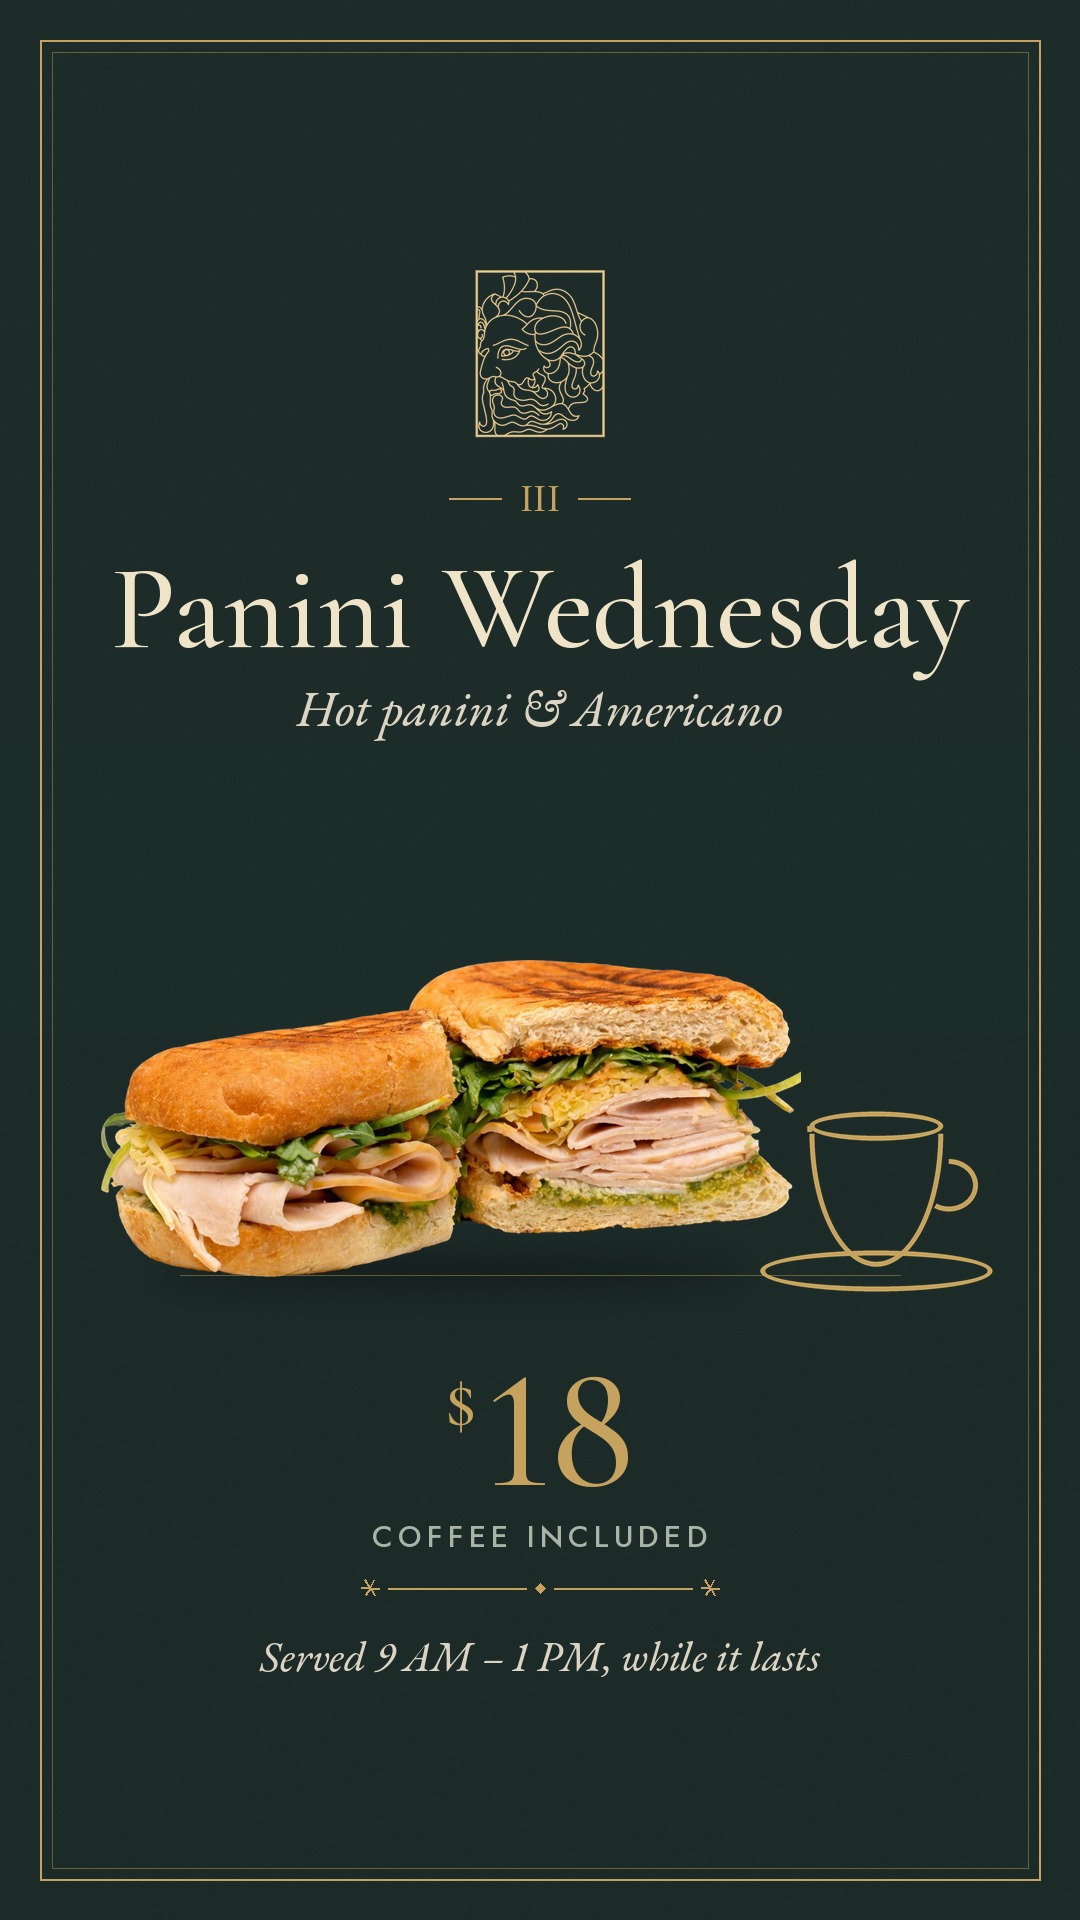 III
Panini Wednesday
Hot panini & Americano
$18
COFFEE INCLUDED
Served 9 AM – 1 PM, while it lasts